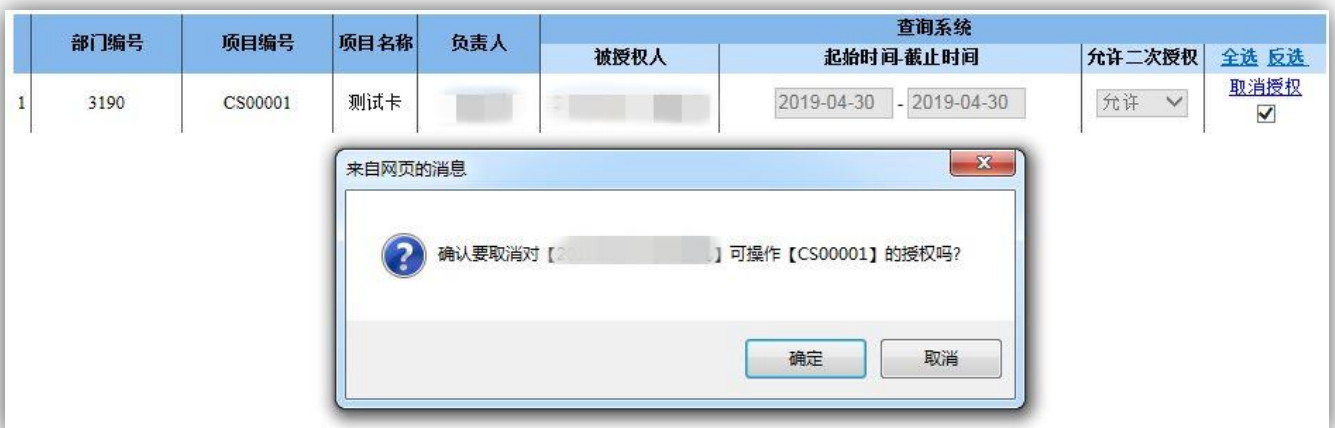 部门编号 项目编号 项目名称 负责人 查询系统
被授权人 起始时间-截止时间 允许二次授权 全选 反选
1 3190 CS00001 测试卡 2019-04-30 - 2019-04-30 允许 取消授权
来自网页的消息
确认要取消对【2 】可操作【CS00001】的授权吗?
确定 取消